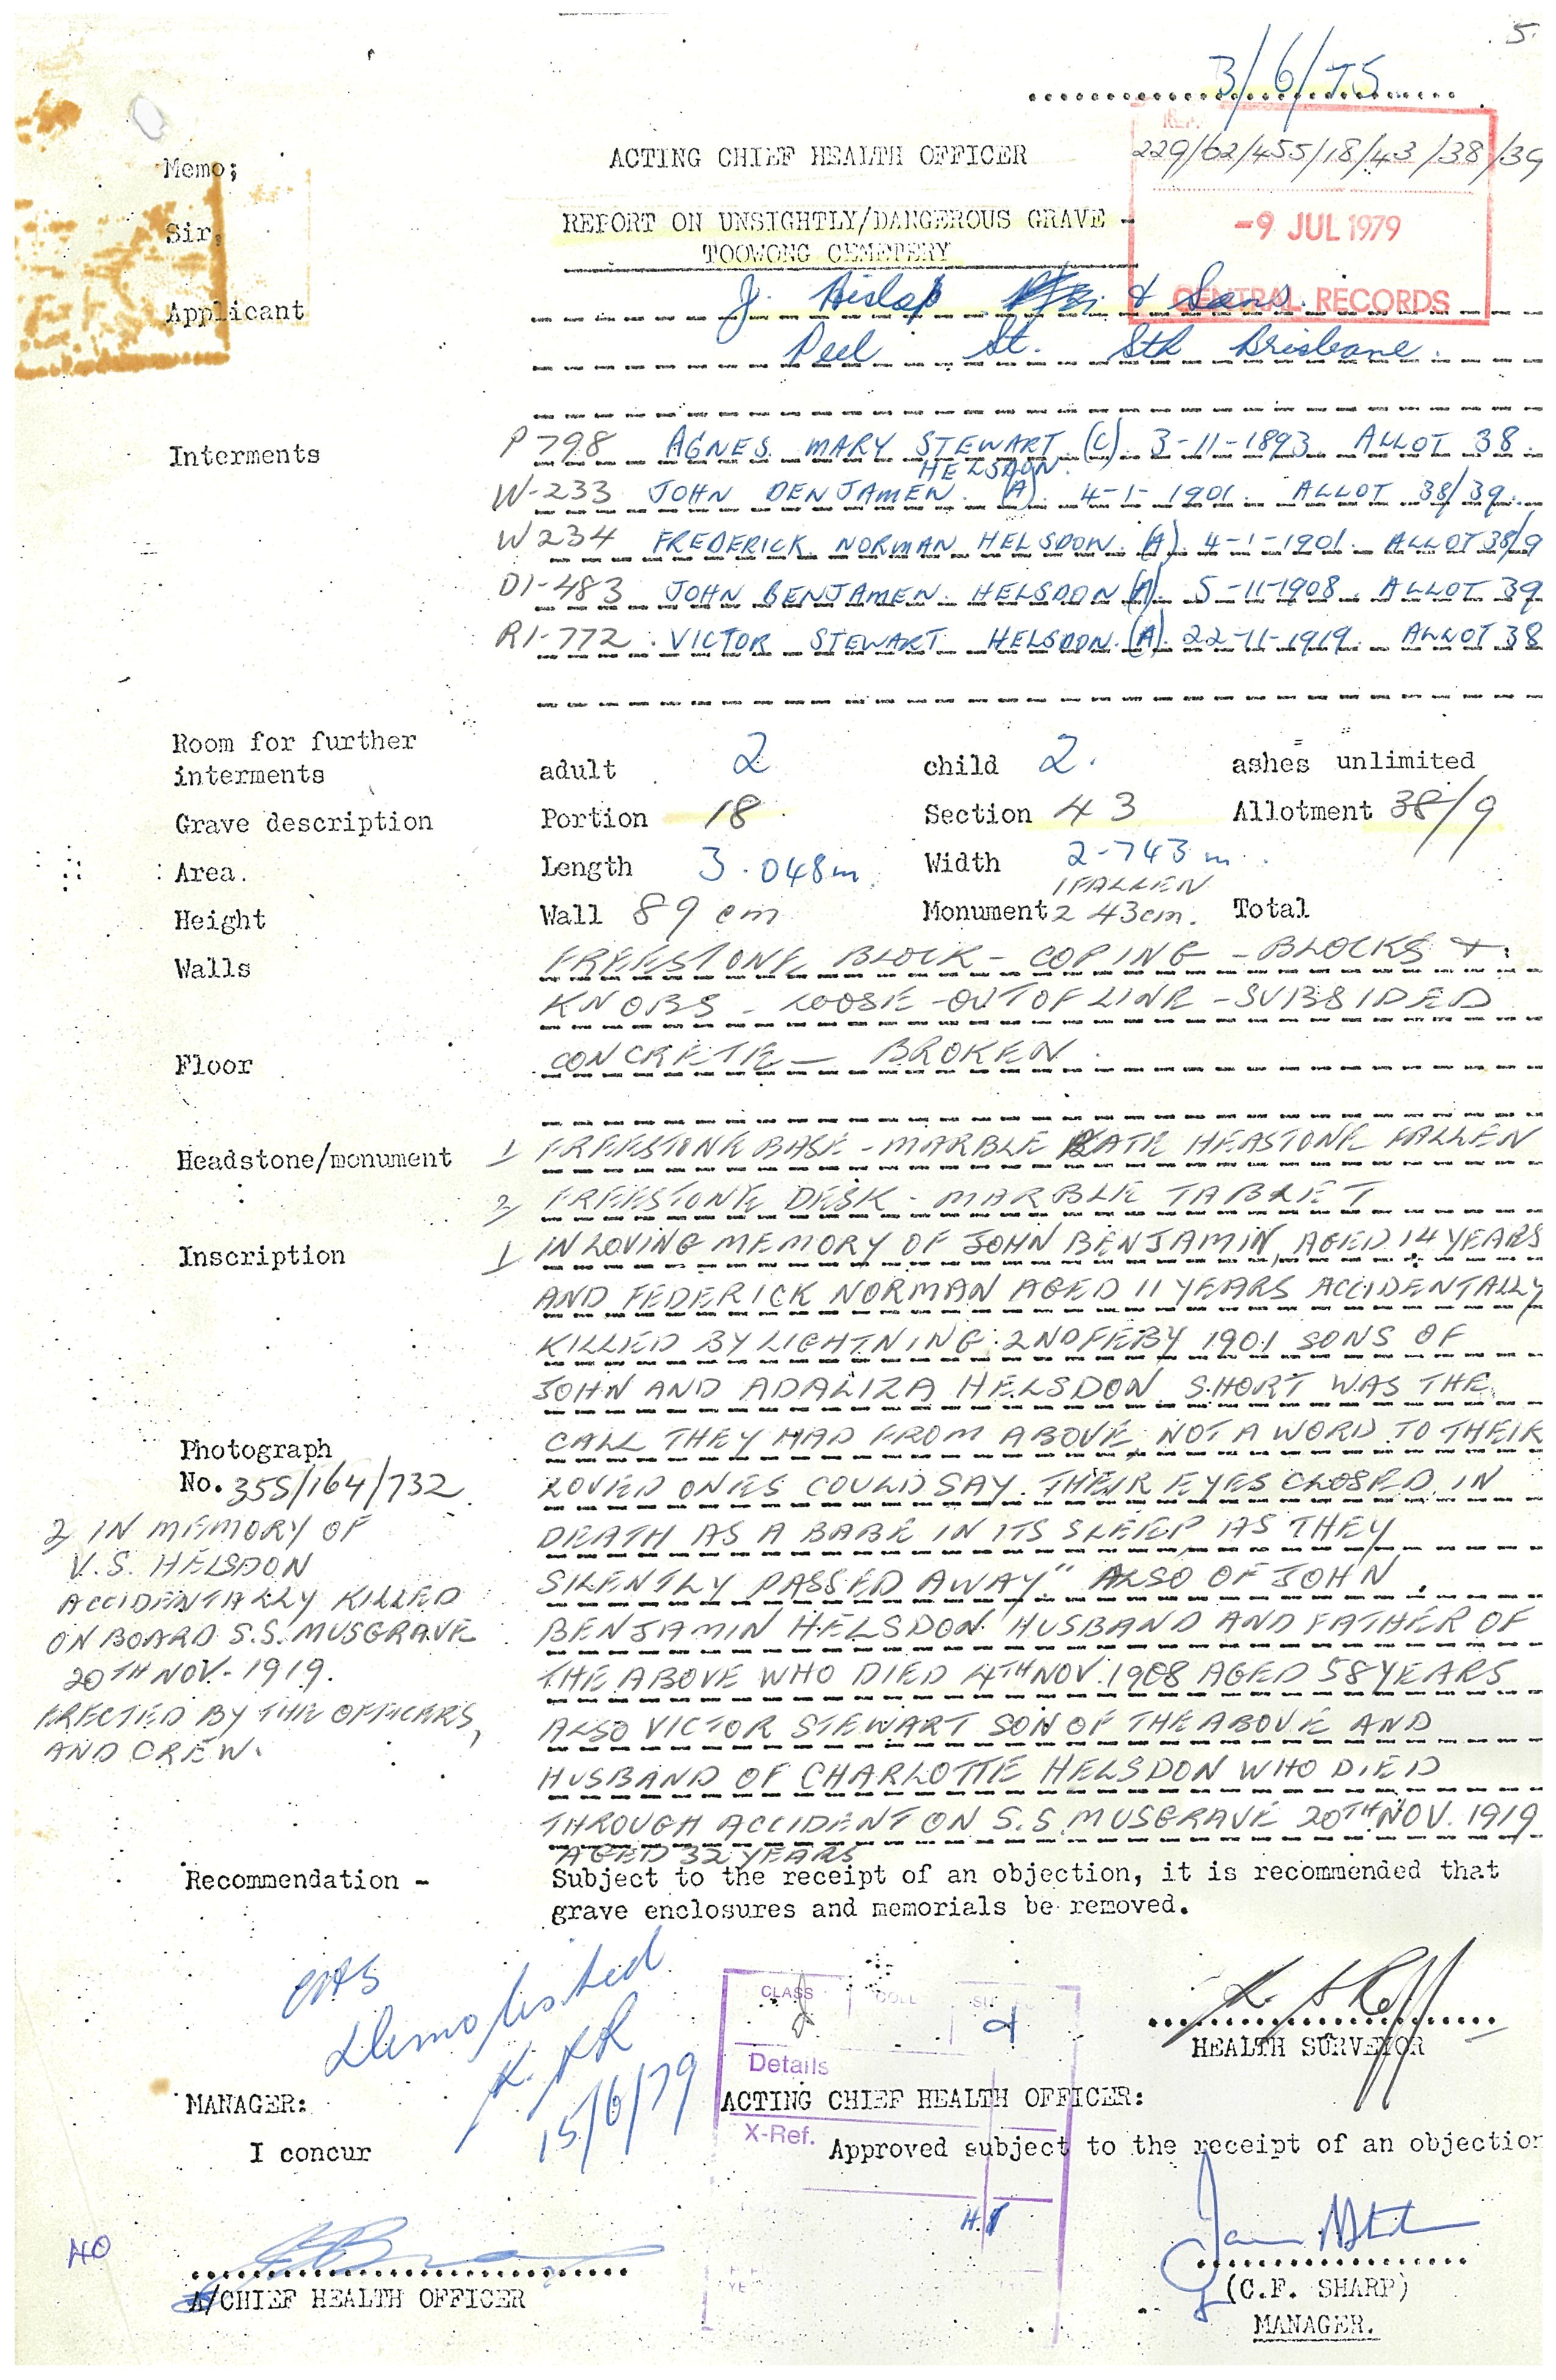 5.
3/6/75
Memo;
ACTING CHIEF HEALTH OFFICER
229/62/455/18/43/38/39
Sir,
REPORT ON UNSIGHTLY/DANGEROUS GRAVE -
TOOWONG CEMETERY
-9 JUL 1979
CENTRAL RECORDS
Applicant
J. Hislop & Sons.
Peel St. Sth Brisbane.
Interments
P 798 AGNES MARY STEWART (C) 3-11-1893 ALLOT 38.
HELSDON.
W-233 JOHN BENJAMEN. (A). 4-1-1901. ALLOT 38/39.
W234 FREDERICK NORMAN HELSDON. (A) 4-1-1901. ALLOT 38/9
D1-483 JOHN BENJAMEN. HELSDON (A). 5-11-1908. ALLOT 39
R1-772. VICTOR STEWART HELSDON. (A). 22-11-1919. ALLOT 38
Room for further
interments
adult 2 child 2. ashes unlimited
Grave description Portion 18 Section 43 Allotment 38/9
Area. Length 3.048m Width 2-743m.
1 FALLEN
Height Wall 89 cm Monument 2 43cm. Total
Walls FREESTONE BLOCK - COPING - BLOCKS +
KNOBS - LOOSE - OUT OF LINE - SUBSIDED
Floor CONCRETE - BROKEN.
Headstone/monument 1 FREESTONE BASE - MARBLE HEASTONE FALLEN
2 FREESTONE DESK - MARBLE TABLET
Inscription 1 IN LOVING MEMORY OF JOHN BENJAMIN, AGED 14 YEARS
AND FEDERICK NORMAN AGED 11 YEARS ACCIDENTALLY
KILLED BY LIGHTNING 2ND FEBY 1901 SONS OF
JOHN AND ADALIZA HELSDON SHORT WAS THE
CALL THEY HAD FROM ABOVE NOT A WORD TO THEIR
LOVED ONES COULD SAY. THEIR EYES CLOSED IN
DEATH AS A BABE IN ITS SLEEP AS THEY
SILENTLY PASSED AWAY" ALSO OF JOHN
BENJAMIN HELSDON HUSBAND AND FATHER OF
THE ABOVE WHO DIED 4TH NOV. 1908 AGED 58 YEARS
ALSO VICTOR STEWART SON OF THE ABOVE AND
HUSBAND OF CHARLOTTE HELSDON WHO DIED
THROUGH ACCIDENT ON S.S. MUSGRAVE 20TH NOV. 1919
AGED 32 YEARS
Photograph
No. 355/164/732
2 IN MEMORY OF
V.S. HELSDON
ACCIDENTALLY KILLED
ON BOARD S.S. MUSGRAVE
20TH NOV. 1919.
ERECTED BY THE OFFICERS,
AND CREW.
Recommendation - Subject to the receipt of an objection, it is recommended that
grave enclosures and memorials be removed.
Demolished
15/6/79
CLASS
Details
X-Ref.
HEALTH SURVEYOR
MANAGER:
ACTING CHIEF HEALTH OFFICER:
I concur
Approved subject to the receipt of an objection
A/CHIEF HEALTH OFFICER
(C.F. SHARP)
MANAGER.